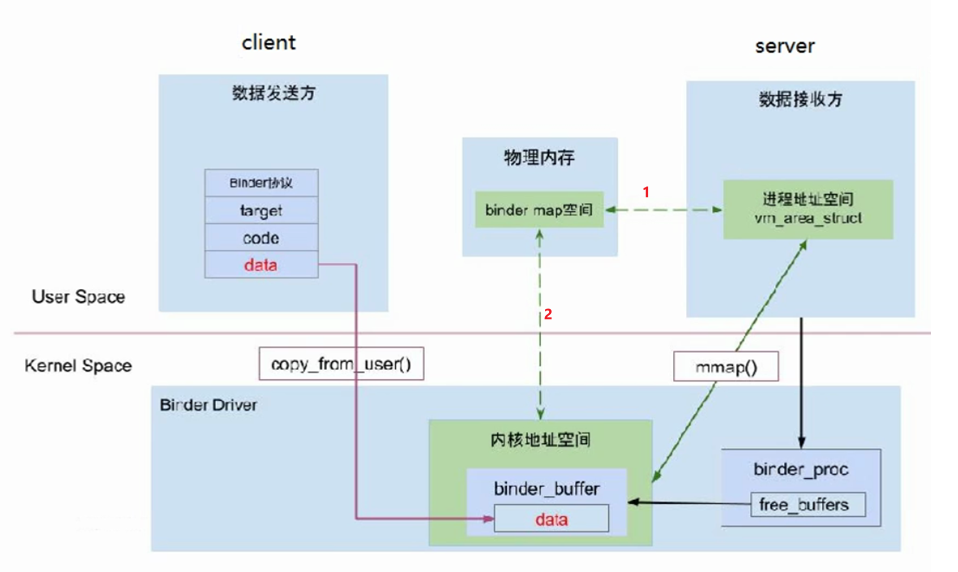 client
server
数据发送方
数据接收方
物理内存
Binder协议
target
code
data
binder map空间
1
进程地址空间
vm_area_struct
User Space
2
Kernel Space
copy_from_user()
mmap()
Binder Driver
内核地址空间
binder_buffer
data
binder_proc
free_buffers